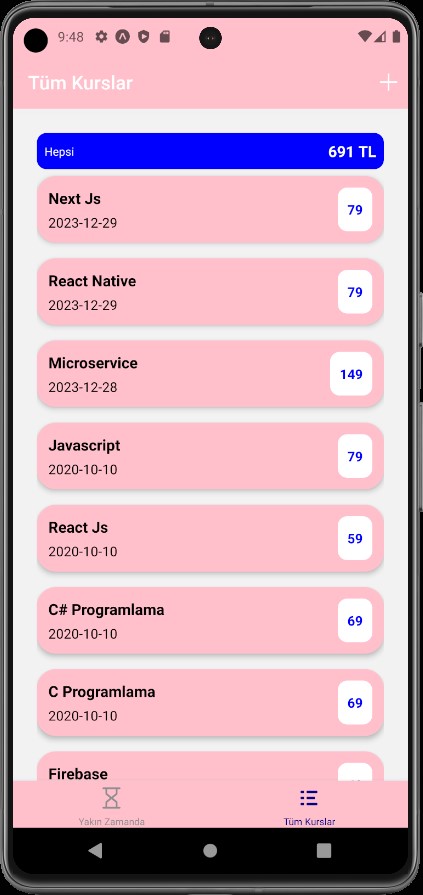 9:48
Tüm Kurslar
Hepsi
691 TL
Next Js
2023-12-29
79
React Native
2023-12-29
79
Microservice
2023-12-28
149
Javascript
2020-10-10
79
React Js
2020-10-10
59
C# Programlama
2020-10-10
69
C Programlama
2020-10-10
69
Firebase
Yakın Zamanda
Tüm Kurslar